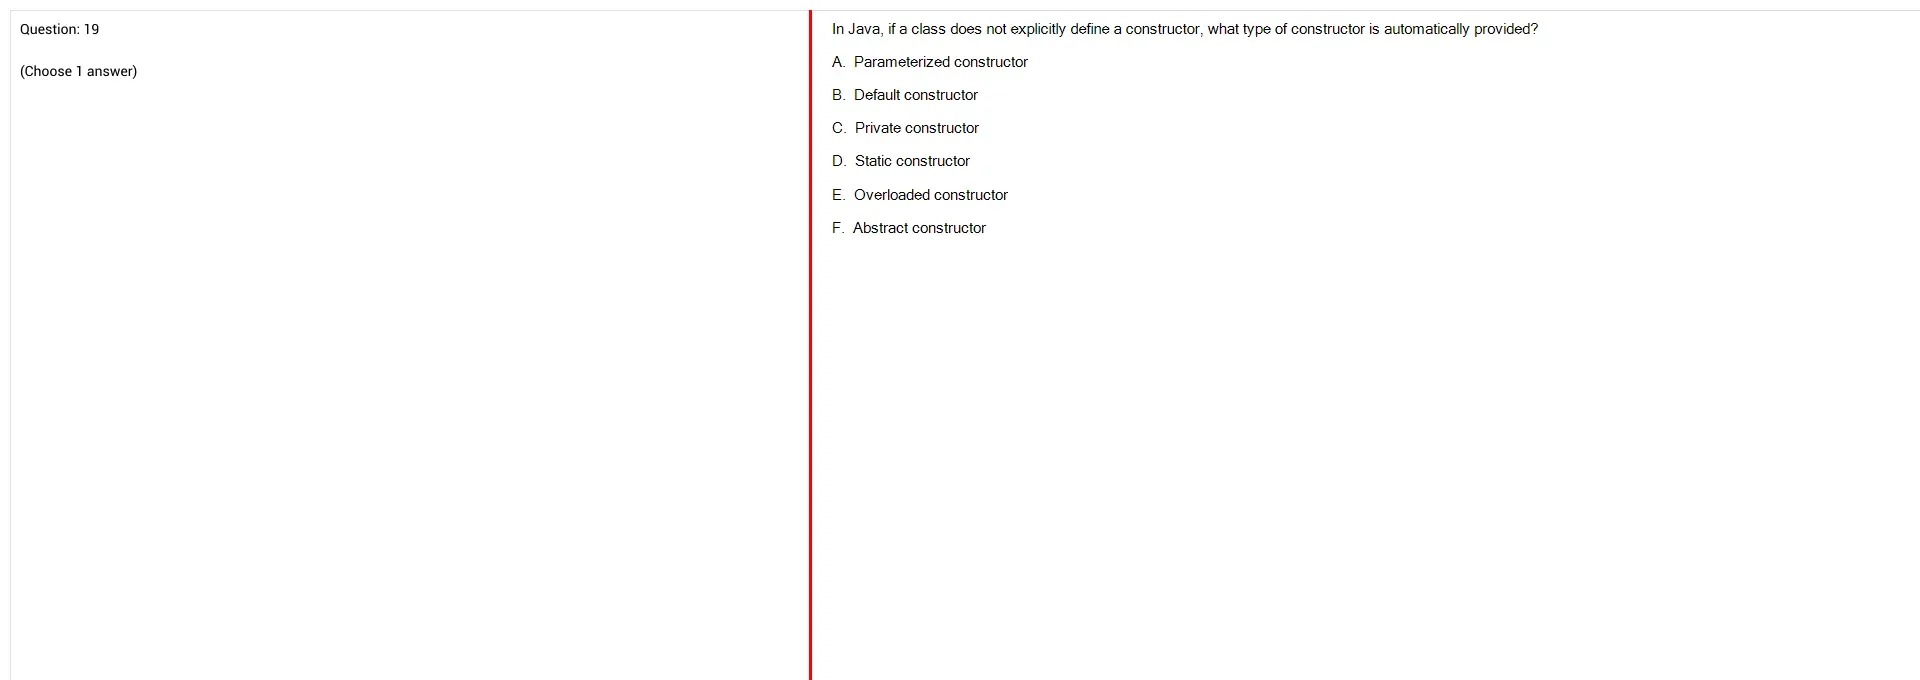 Question: 19
(Choose 1 answer)
In Java, if a class does not explicitly define a constructor, what type of constructor is automatically provided?
A. Parameterized constructor
B. Default constructor
C. Private constructor
D. Static constructor
E. Overloaded constructor
F. Abstract constructor